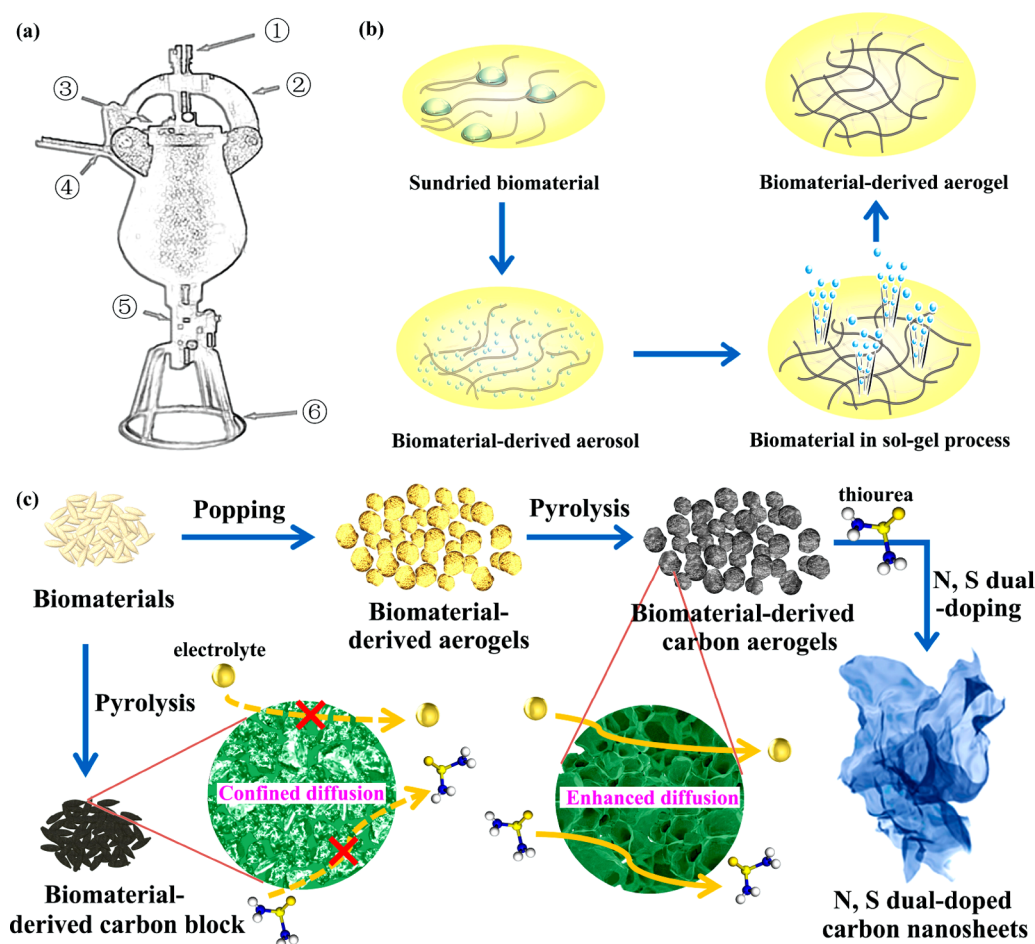 (a)
①
②
③
④
⑤
⑥
(b)
Sundried biomaterial
Biomaterial-derived aerogel
Biomaterial-derived aerosol
Biomaterial in sol-gel process
(c)
Biomaterials
Popping
Biomaterial-
derived aerogels
Pyrolysis
Biomaterial-derived
carbon aerogels
thiourea
N, S dual
-doping
Pyrolysis
electrolyte
Confined diffusion
Enhanced diffusion
Biomaterial-
derived carbon block
N, S dual-doped
carbon nanosheets